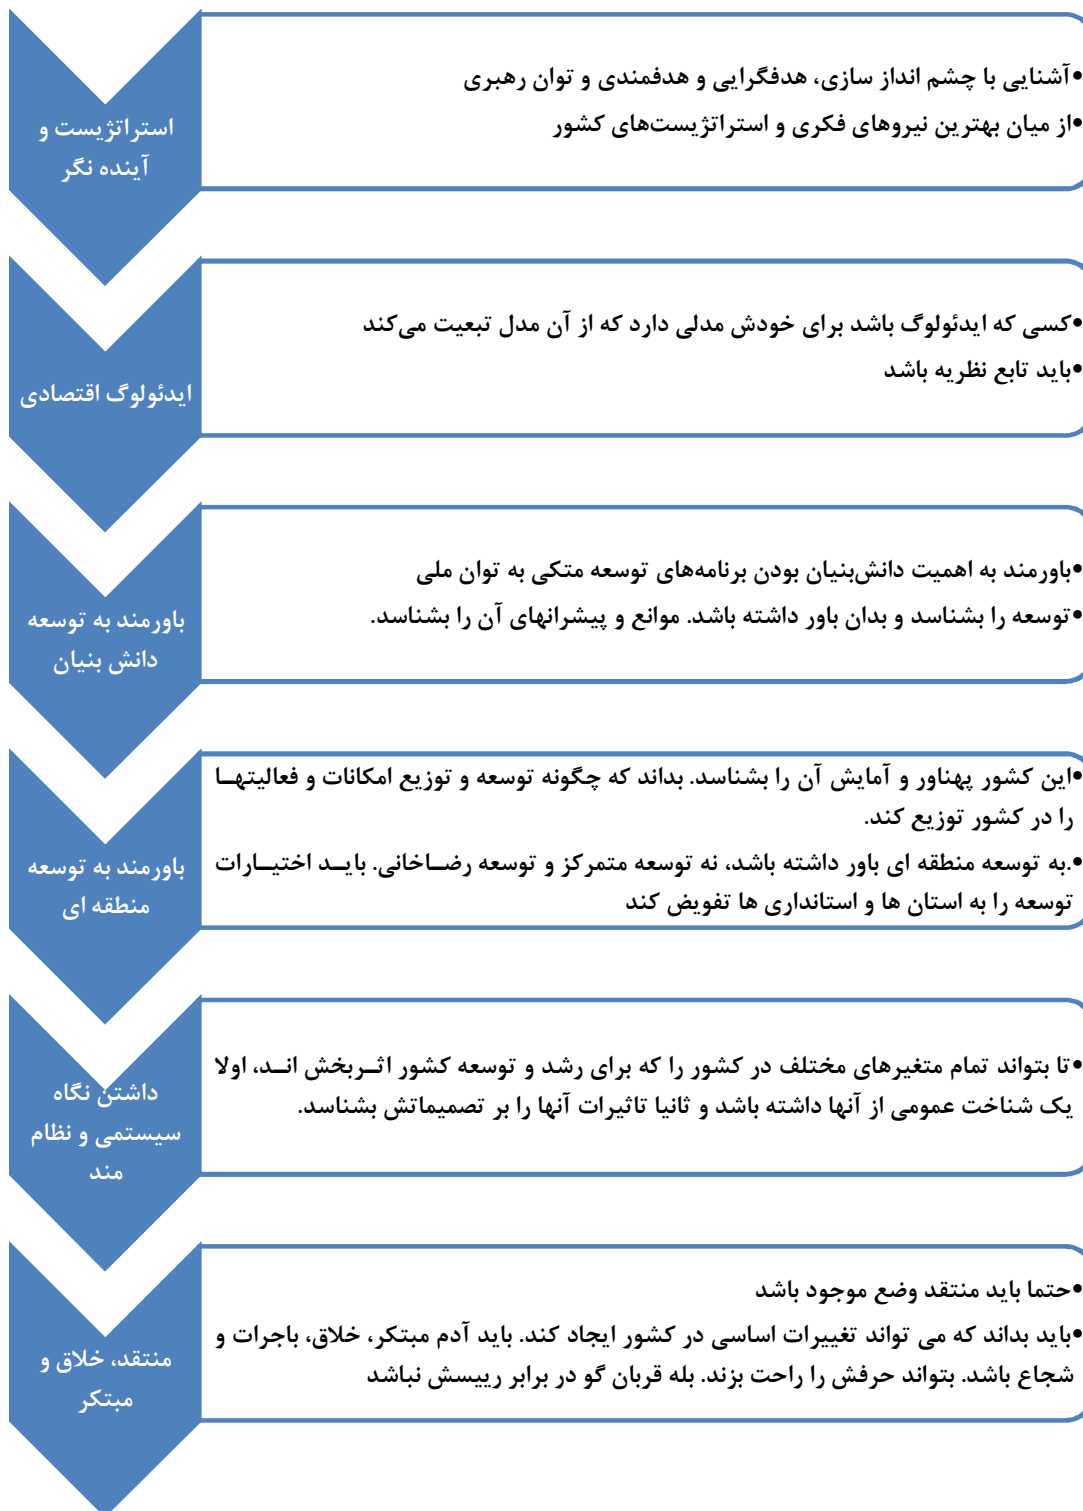 استراتژیست و
آینده نگر
•آشنایی با چشم انداز سازی، هدفگرایی و هدفمندی و توان رهبری
•از میان بهترین نیروهای فکری و استراتژیست‌های کشور
ایدئولوگ اقتصادی
•کسی که ایدئولوگ باشد برای خودش مدلی دارد که از آن مدل تبعیت می‌کند
•باید تابع نظریه باشد
باورمند به توسعه
دانش بنیان
•باورمند به اهمیت دانش‌بنیان بودن برنامه‌های توسعه متکی به توان ملی
•توسعه را بشناسد و بدان باور داشته باشد. موانع و پیشرانهای آن را بشناسد.
باورمند به توسعه
منطقه ای
•این کشور پهناور و آمایش آن را بشناسد. بداند که چگونه توسعه و توزیع امکانات و فعالیتهــا
را در کشور توزیع کند.
•.به توسعه منطقه ای باور داشته باشد، نه توسعه متمرکز و توسعه رضــاخانی. بایــد اختیــارات
توسعه را به استان ها و استانداری ها تفویض کند
داشتن نگاه
سیستمی و نظام
مند
•تا بتواند تمام متغیرهای مختلف در کشور را که برای رشد و توسعه کشور اثــربخش انــد، اولا
یک شناخت عمومی از آنها داشته باشد و ثانیا تاثیرات آنها را بر تصمیماتش بشناسد.
منتقد، خلاق و
مبتکر
•حتما باید منتقد وضع موجود باشد
•باید بداند که می تواند تغییرات اساسی در کشور ایجاد کند. باید آدم مبتکر، خلاق، باجرات و
شجاع باشد. بتواند حرفش را راحت بزند. بله قربان گو در برابر رییسش نباشد